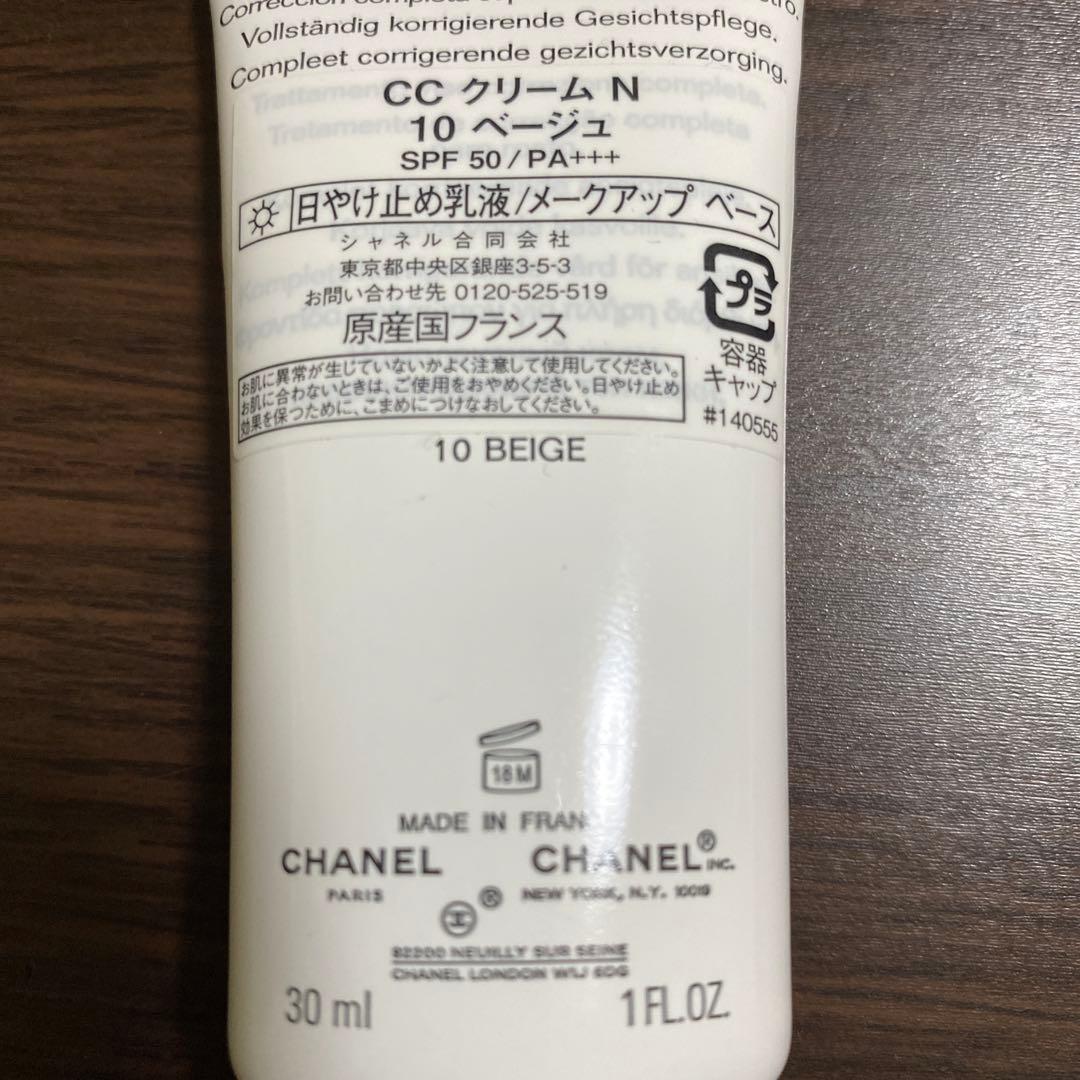 Vollständig korrigierende Gesichtspflege.
Compleet corrigerende gezichtsverzorging.
CC クリーム N
10 ベージュ
SPF 50/PA+++
日やけ止め乳液/メークアップ ベース
シャネル合同会社
東京都中央区銀座3-5-3
お問い合わせ先 0120-525-519
原産国フランス
プラ
容器
キャップ
#140555
お肌に異常が生じていないかよく注意して使用してください。
お肌に合わないときは、ご使用をおやめください。日やけ止め
効果を保つために、こまめにつけなおしてください。
10 BEIGE
18M
MADE IN FRAN
CHANEL CHANEL® INC.
PARIS NEW YORK, N.Y. 10019
®
92200 NEUILLY SUR SEINE
CHANEL LONDON W1J 6DG
30 ml 1 FL.OZ.